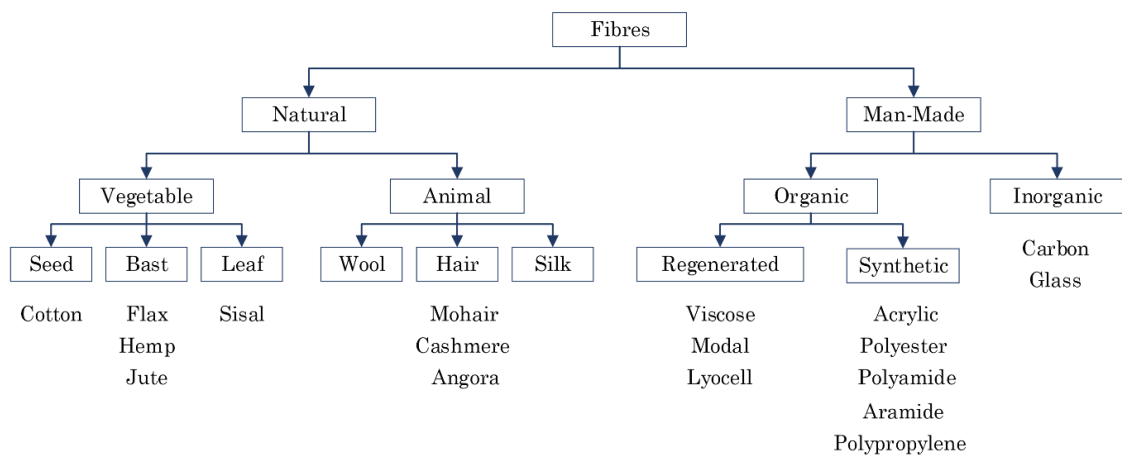 Fibres
Natural
Man-Made
Vegetable
Animal
Organic
Inorganic
Seed
Bast
Leaf
Wool
Hair
Silk
Regenerated
Synthetic
Carbon
Glass
Cotton
Flax
Hemp
Jute
Sisal
Mohair
Cashmere
Angora
Viscose
Modal
Lyocell
Acrylic
Polyester
Polyamide
Aramide
Polypropylene